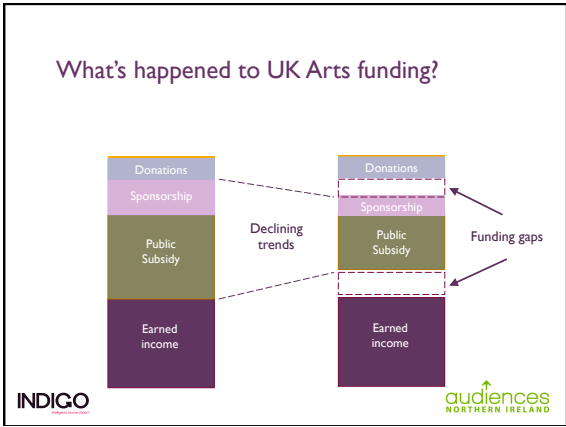 What's happened to UK Arts funding?
Donations
Sponsorship
Public
Subsidy
Earned
income
Declining
trends
Donations
Sponsorship
Public
Subsidy
Earned
income
Funding gaps
INDIGO
audiences
NORTHERN IRELAND